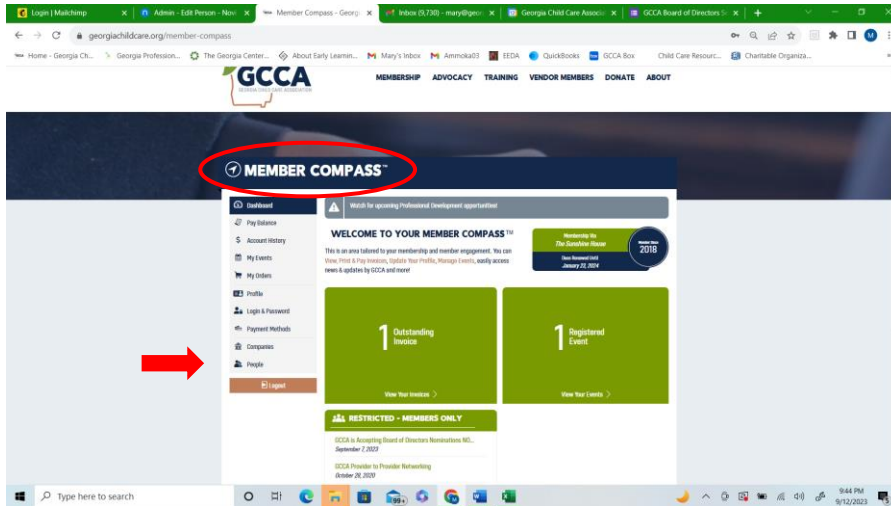 Login | Mailchimp
Admin - Edit Person - Nov
Member Compass - Georg
Inbox (9,730) - mary@geor
Georgia Child Care Associat
GCCA Board of Directors S
georgiachildcare.org/member-compass
Home - Georgia Ch...
Georgia Profession...
The Georgia Center...
About Early Learnin...
Mary's Inbox
Ammoka03
EEDA
QuickBooks
GCCA Box
Child Care Resourc...
Charitable Organiza...
GCCA
GEORGIA CHILD CARE ASSOCIATION
MEMBERSHIP
ADVOCACY
TRAINING
VENDOR MEMBERS
DONATE
ABOUT
MEMBER COMPASS™
Dashboard
Pay Balance
Account History
My Events
My Orders
Profile
Login & Password
Payment Methods
Companies
People
Logout
Watch for upcoming Professional Development opportunities!
WELCOME TO YOUR MEMBER COMPASS™
This is an area tailored to your membership and member engagement. You can
View, Print & Pay Invoices, Update Your Profile, Manage Events, easily access
news & updates by GCCA and more!
Membership Via
The Sunshine House
Dues Renewed Until
January 23, 2024
Member Since
2018
1 Outstanding
Invoice
View Your Invoices
1 Registered
Event
View Your Events
RESTRICTED - MEMBERS ONLY
GCCA is Accepting Board of Directors Nominations NO...
September 7, 2023
GCCA Provider to Provider Networking
October 28, 2020
Type here to search
99+
9:44 PM
9/12/2023